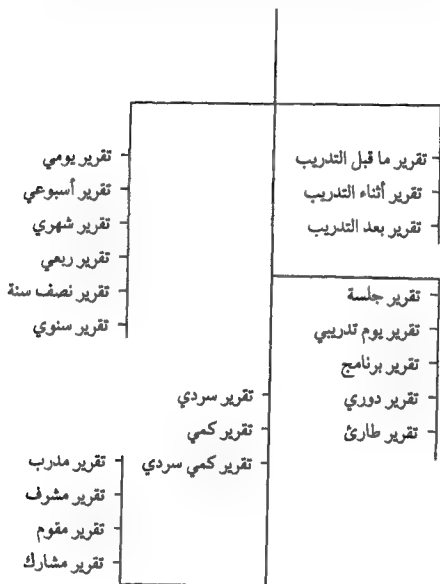 تقرير ما قبل التدريب
تقرير أثناء التدريب
تقرير بعد التدريب
تقرير يومي
تقرير أسبوعي
تقرير شهري
تقرير ربعي
تقرير نصف سنة
تقرير سنوي
تقرير جلسة
تقرير يوم تدريبي
تقرير برنامج
تقرير دوري
تقرير طارئ
تقرير سردي
تقرير كمي
تقرير كمي سردي
تقرير مدرب
تقرير مشرف
تقرير مقوم
تقرير مشارك